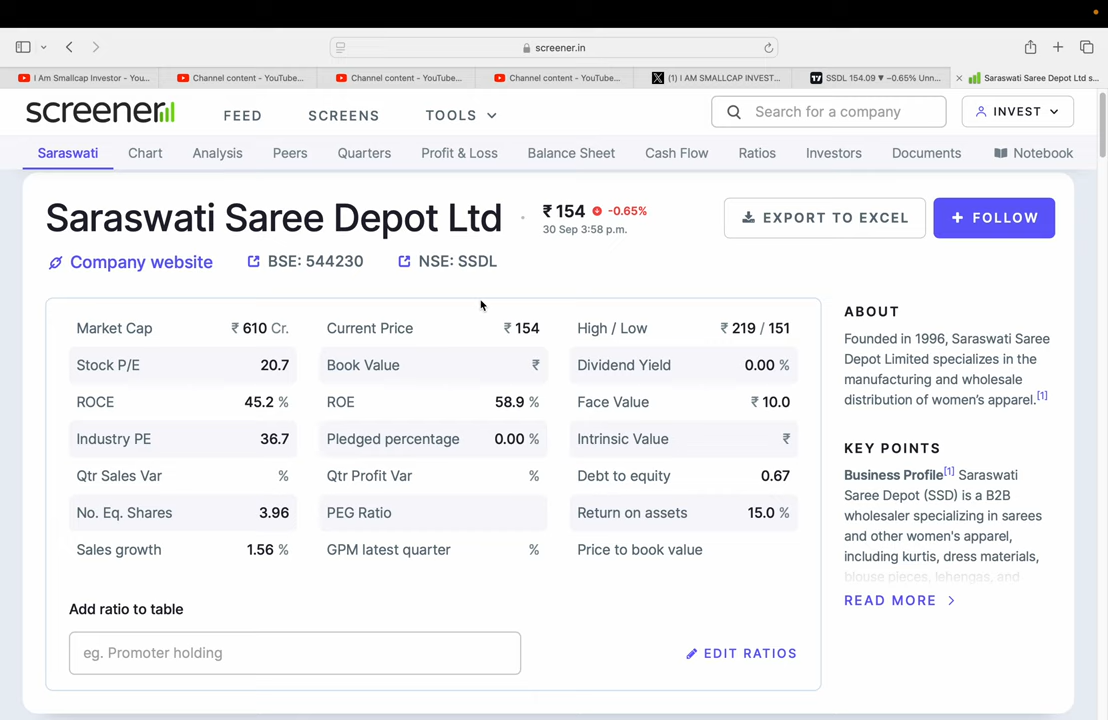 screener.in
I Am Smallcap Investor - You...
Channel content - YouTube...
Channel content - YouTube...
Channel content - YouTube...
(1) I AM SMALLCAP INVEST...
SSDL 154.09 ▼ −0.65% Unn...
Saraswati Saree Depot Ltd s...
screener
FEED
SCREENS
TOOLS
Search for a company
INVEST
Saraswati
Chart
Analysis
Peers
Quarters
Profit & Loss
Balance Sheet
Cash Flow
Ratios
Investors
Documents
Notebook
Saraswati Saree Depot Ltd
₹ 154 -0.65%
30 Sep 3:58 p.m.
EXPORT TO EXCEL
+ FOLLOW
Company website
BSE: 544230
NSE: SSDL
Market Cap ₹ 610 Cr.
Current Price ₹ 154
High / Low ₹ 219 / 151
Stock P/E 20.7
Book Value ₹
Dividend Yield 0.00 %
ROCE 45.2 %
ROE 58.9 %
Face Value ₹ 10.0
Industry PE 36.7
Pledged percentage 0.00 %
Intrinsic Value ₹
Qtr Sales Var %
Qtr Profit Var %
Debt to equity 0.67
No. Eq. Shares 3.96
PEG Ratio
Return on assets 15.0 %
Sales growth 1.56 %
GPM latest quarter %
Price to book value
Add ratio to table
eg. Promoter holding
EDIT RATIOS
ABOUT
Founded in 1996, Saraswati Saree
Depot Limited specializes in the
manufacturing and wholesale
distribution of women's apparel.[1]
KEY POINTS
Business Profile[1] Saraswati
Saree Depot (SSD) is a B2B
wholesaler specializing in sarees
and other women's apparel,
including kurtis, dress materials,
blouse pieces, lehengas, and
READ MORE